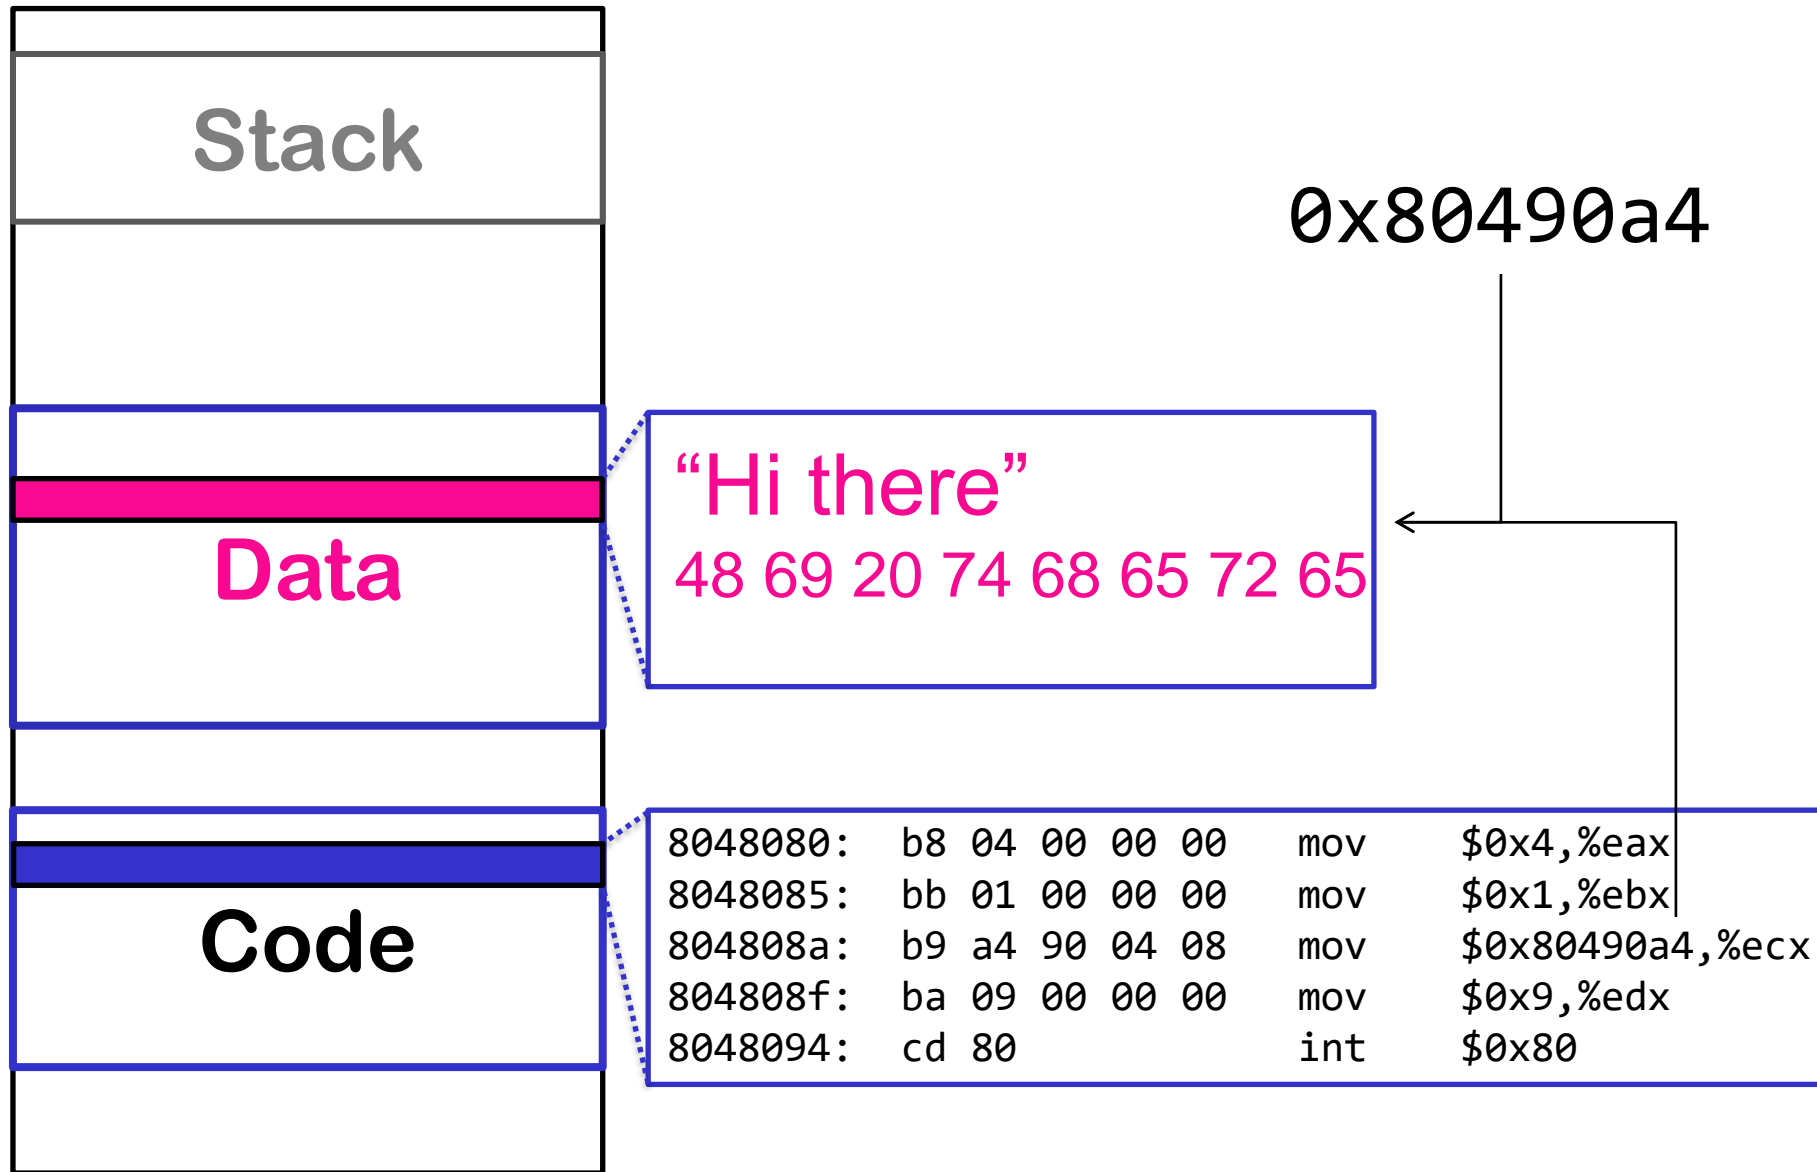 Stack
0x80490a4
“Hi there”
48 69 20 74 68 65 72 65
Data
8048080: b8 04 00 00 00 mov $0x4,%eax
8048085: bb 01 00 00 00 mov $0x1,%ebx
804808a: b9 a4 90 04 08 mov $0x80490a4,%ecx
804808f: ba 09 00 00 00 mov $0x9,%edx
8048094: cd 80 int $0x80
Code